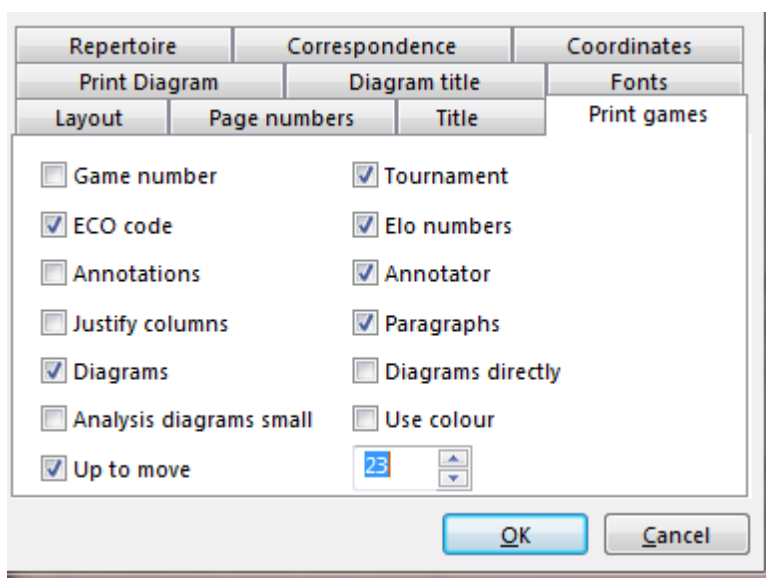 Repertoire Correspondence Coordinates
Print Diagram Diagram title Fonts
Layout Page numbers Title Print games
Game number Tournament
ECO code Elo numbers
Annotations Annotator
Justify columns Paragraphs
Diagrams Diagrams directly
Analysis diagrams small Use colour
Up to move 23
OK Cancel